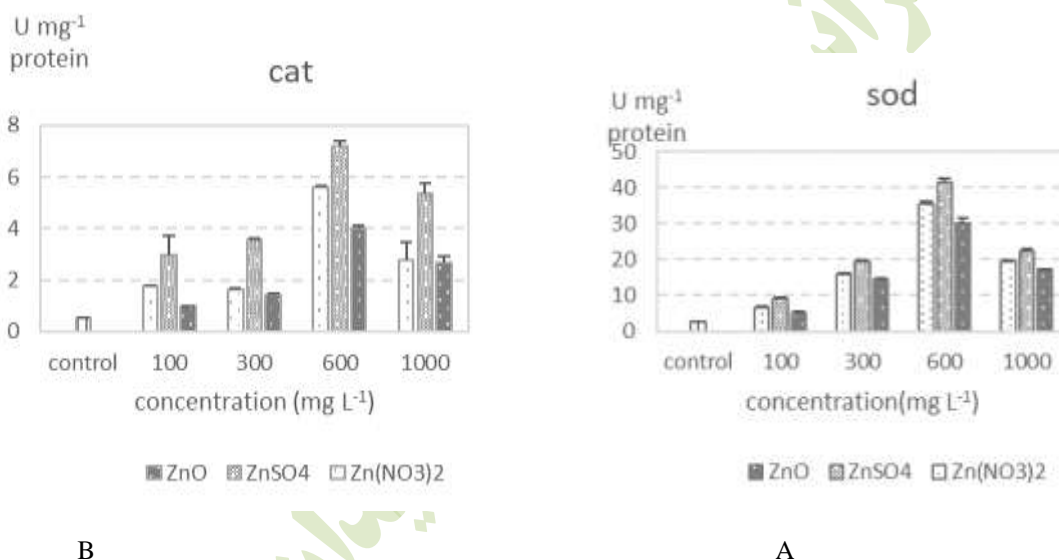 U mg⁻¹
protein
cat
8
6
4
2
0
control 100 300 600 1000
concentration (mg L⁻¹)
ZnO ZnSO4 Zn(NO3)2
B
U mg⁻¹
protein
sod
50
40
30
20
10
0
control 100 300 600 1000
concentration(mg L⁻¹)
ZnO ZnSO4 Zn(NO3)2
A